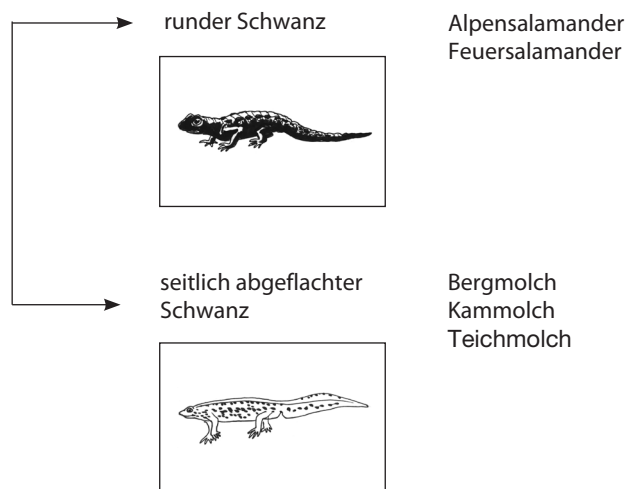 runder Schwanz
Alpensalamander
Feuersalamander
seitlich abgeflachter
Schwanz
Bergmolch
Kammolch
Teichmolch